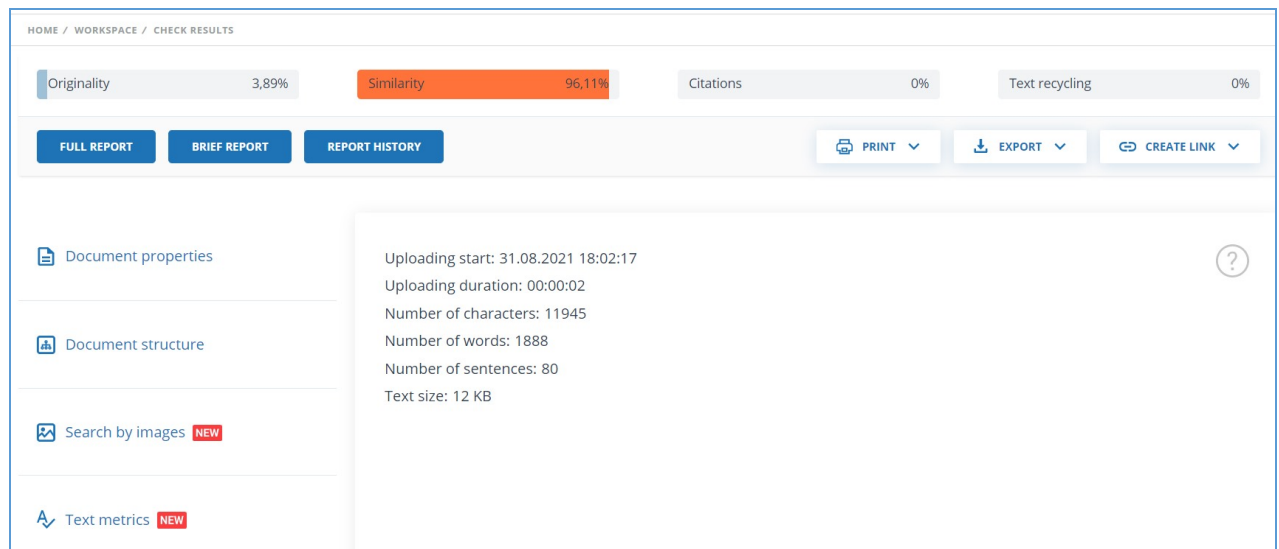 HOME / WORKSPACE / CHECK RESULTS
Originality 3,89% Similarity 96,11% Citations 0% Text recycling 0%
FULL REPORT BRIEF REPORT REPORT HISTORY PRINT EXPORT CREATE LINK
Document properties
Document structure
Search by images NEW
Text metrics NEW
Uploading start: 31.08.2021 18:02:17
Uploading duration: 00:00:02
Number of characters: 11945
Number of words: 1888
Number of sentences: 80
Text size: 12 KB
?